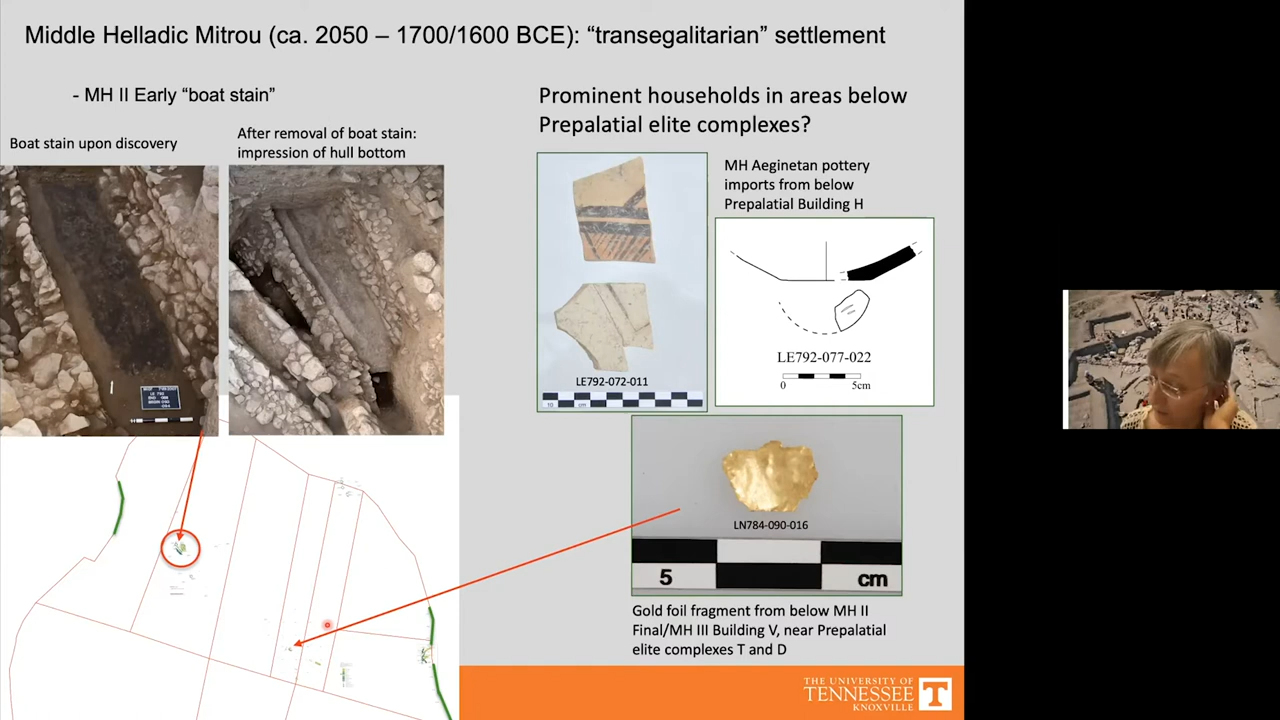 Middle Helladic Mitrou (ca. 2050 – 1700/1600 BCE): “transegalitarian” settlement
- MH II Early “boat stain”
Boat stain upon discovery
After removal of boat stain:
impression of hull bottom
Prominent households in areas below
Prepalatial elite complexes?
MH Aeginetan pottery
imports from below
Prepalatial Building H
LE792-072-011
10 cm
LE792-077-022
0 5cm
LN784-090-016
5 cm
Gold foil fragment from below MH II
Final/MH III Building V, near Prepalatial
elite complexes T and D
THE UNIVERSITY OF
TENNESSEE
KNOXVILLE
T